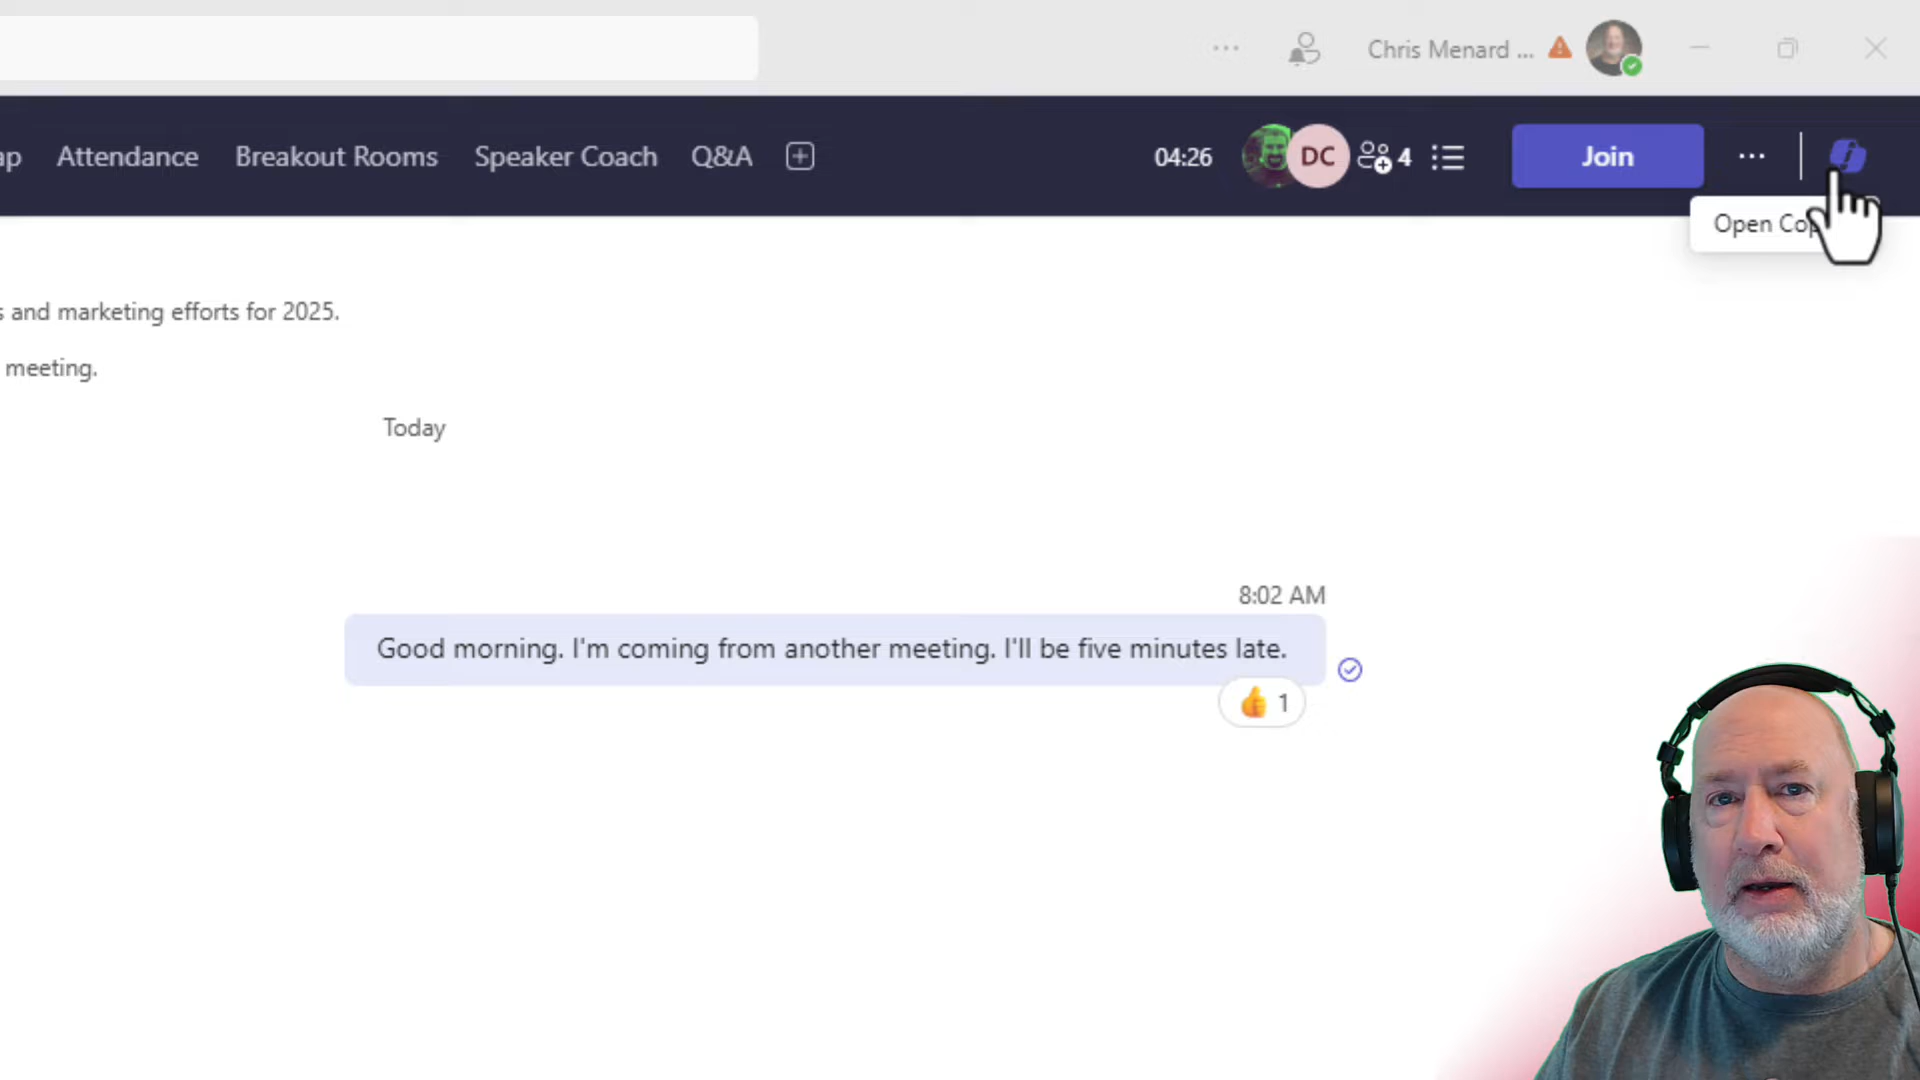 Chris Menard ...
Attendance Breakout Rooms Speaker Coach Q&A 04:26 DC 4 Join
Open
and marketing efforts for 2025.
meeting.
Today
8:02 AM
Good morning. I'm coming from another meeting. I'll be five minutes late.
1